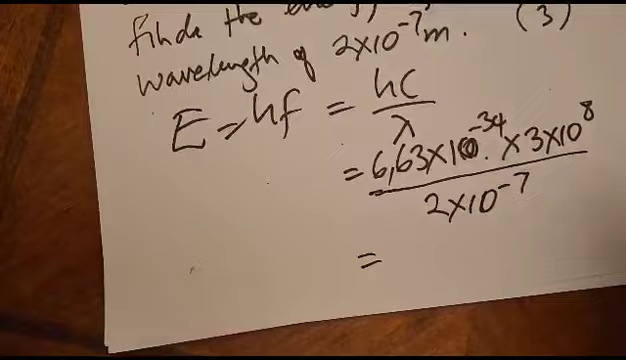 finde the
wavelength of 2×10⁻⁷m. (3)
E = hf = hc/λ
= 6,63×10⁻³⁴ × 3×10⁸ / 2×10⁻⁷
=